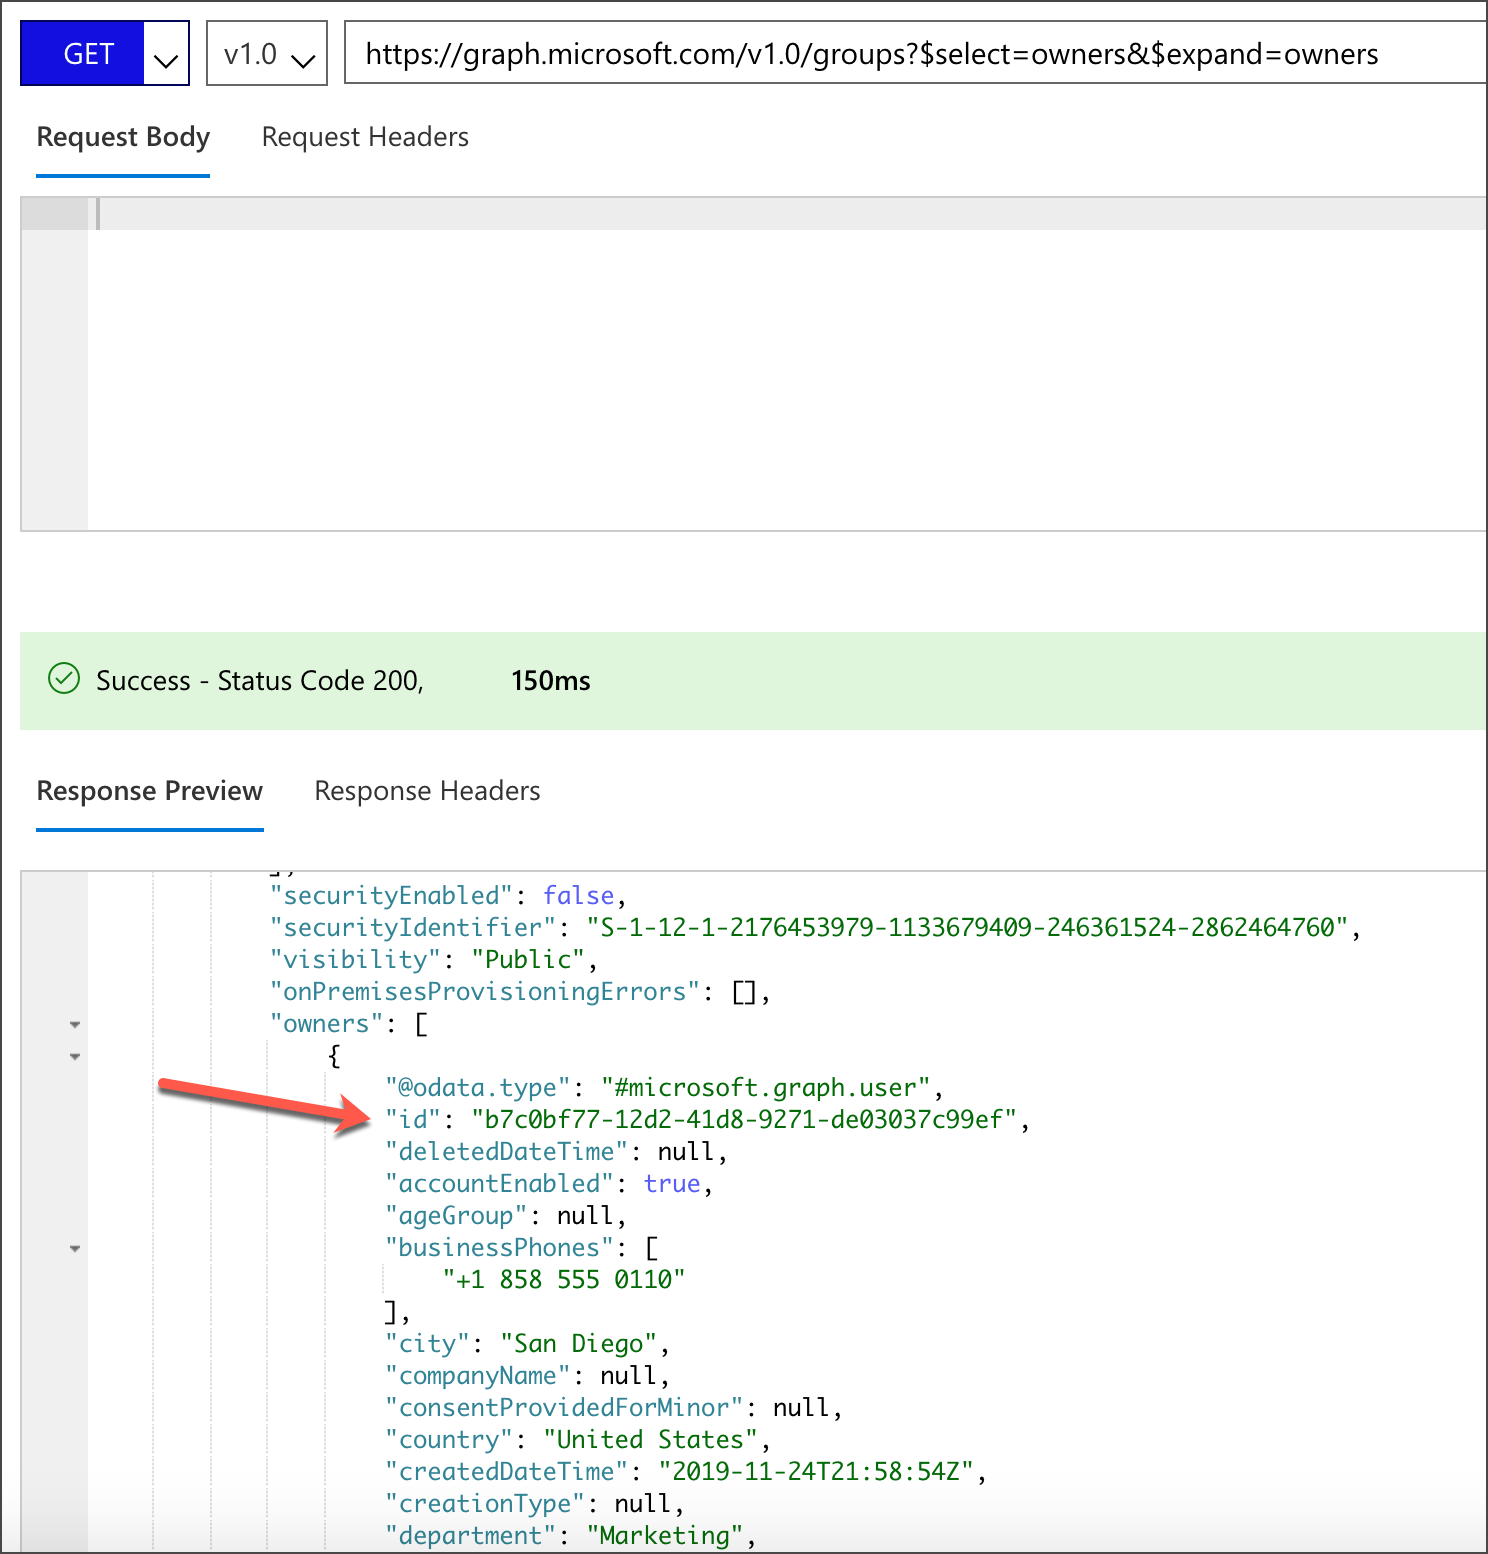 GET v1.0 https://graph.microsoft.com/v1.0/groups?$select=owners&$expand=owners
Request Body Request Headers
Success - Status Code 200, 150ms
Response Preview Response Headers
"securityEnabled": false,
"securityIdentifier": "S-1-12-1-2176453979-1133679409-246361524-2862464760",
"visibility": "Public",
"onPremisesProvisioningErrors": [],
"owners": [
{
"@odata.type": "#microsoft.graph.user",
"id": "b7c0bf77-12d2-41d8-9271-de03037c99ef",
"deletedDateTime": null,
"accountEnabled": true,
"ageGroup": null,
"businessPhones": [
"+1 858 555 0110"
],
"city": "San Diego",
"companyName": null,
"consentProvidedForMinor": null,
"country": "United States",
"createdDateTime": "2019-11-24T21:58:54Z",
"creationType": null,
"department": "Marketing",